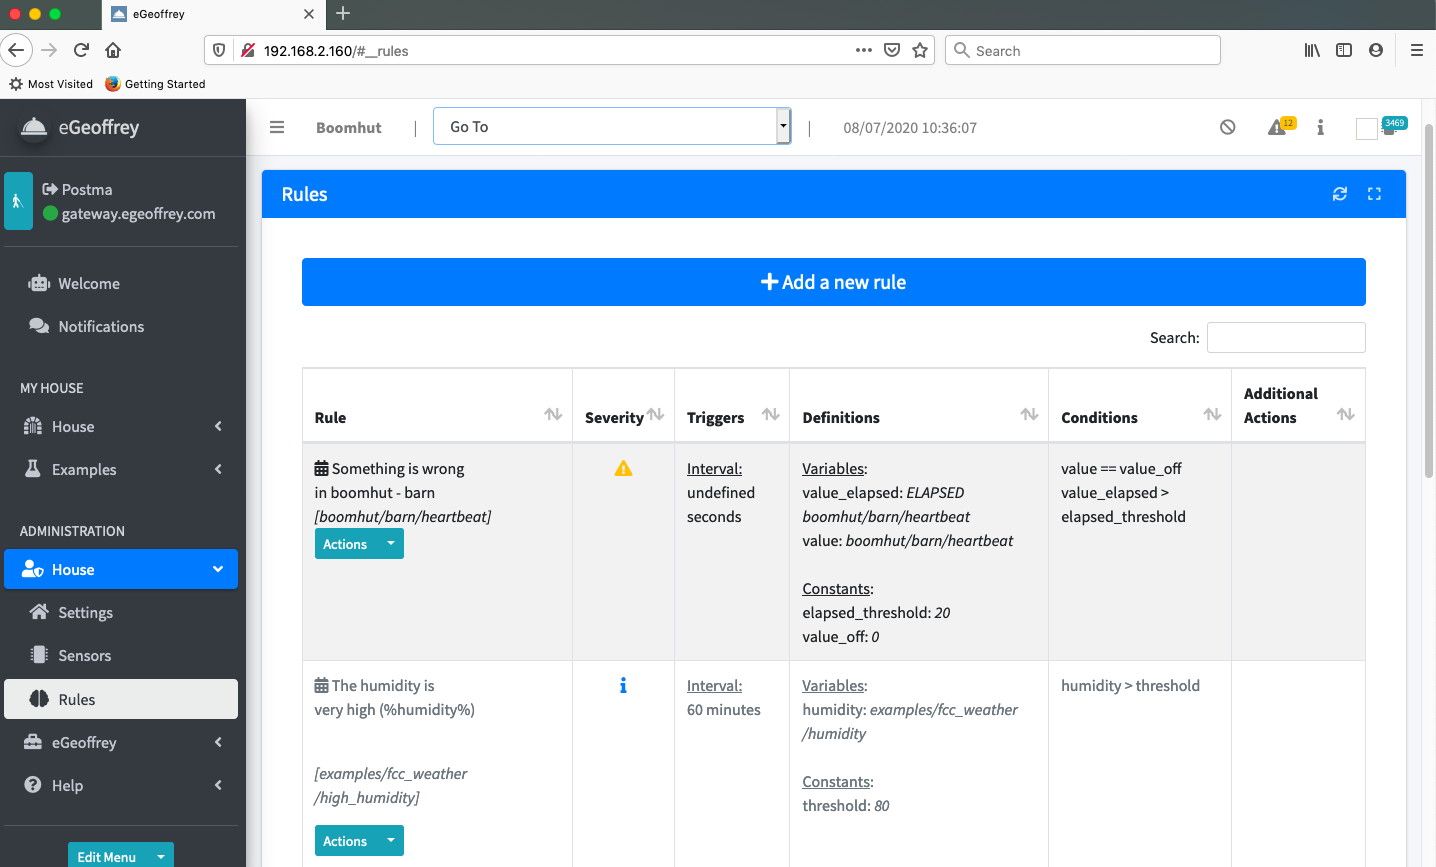 eGeoffrey
192.168.2.160/#__rules
Search
Most Visited
Getting Started
eGeoffrey
Boomhut | Go To | 08/07/2020 10:36:07
12
3469
Postma
gateway.egeoffrey.com
Welcome
Notifications
MY HOUSE
House
Examples
ADMINISTRATION
House
Settings
Sensors
Rules
eGeoffrey
Help
Edit Menu
Rules
Add a new rule
Search:
Rule
Severity
Triggers
Definitions
Conditions
Additional
Actions
Something is wrong
in boomhut - barn
[boomhut/barn/heartbeat]
Actions
Interval:
undefined
seconds
Variables:
value_elapsed: ELAPSED
boomhut/barn/heartbeat
value: boomhut/barn/heartbeat
Constants:
elapsed_threshold: 20
value_off: 0
value == value_off
value_elapsed >
elapsed_threshold
The humidity is
very high (%humidity%)
[examples/fcc_weather
/high_humidity]
Actions
Interval:
60 minutes
Variables:
humidity: examples/fcc_weather
/humidity
Constants:
threshold: 80
humidity > threshold